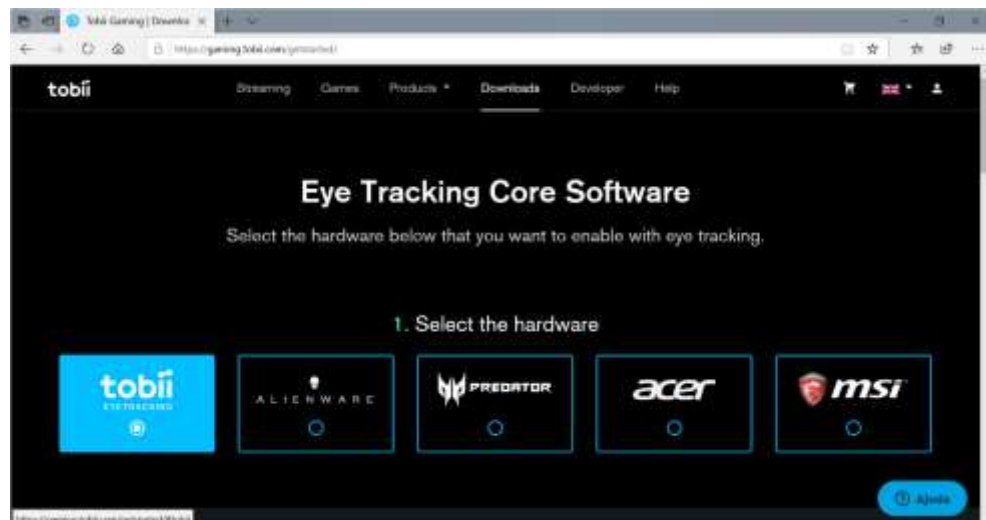 Tobii Gaming | Downlo
https://gaming.tobii.com/getstarted/
tobii
Streaming Games Products Downloads Developer Help
Eye Tracking Core Software
Select the hardware below that you want to enable with eye tracking.
1. Select the hardware
tobii ALIENWARE PREDATOR acer msi
EYETRACKING
Ajuda